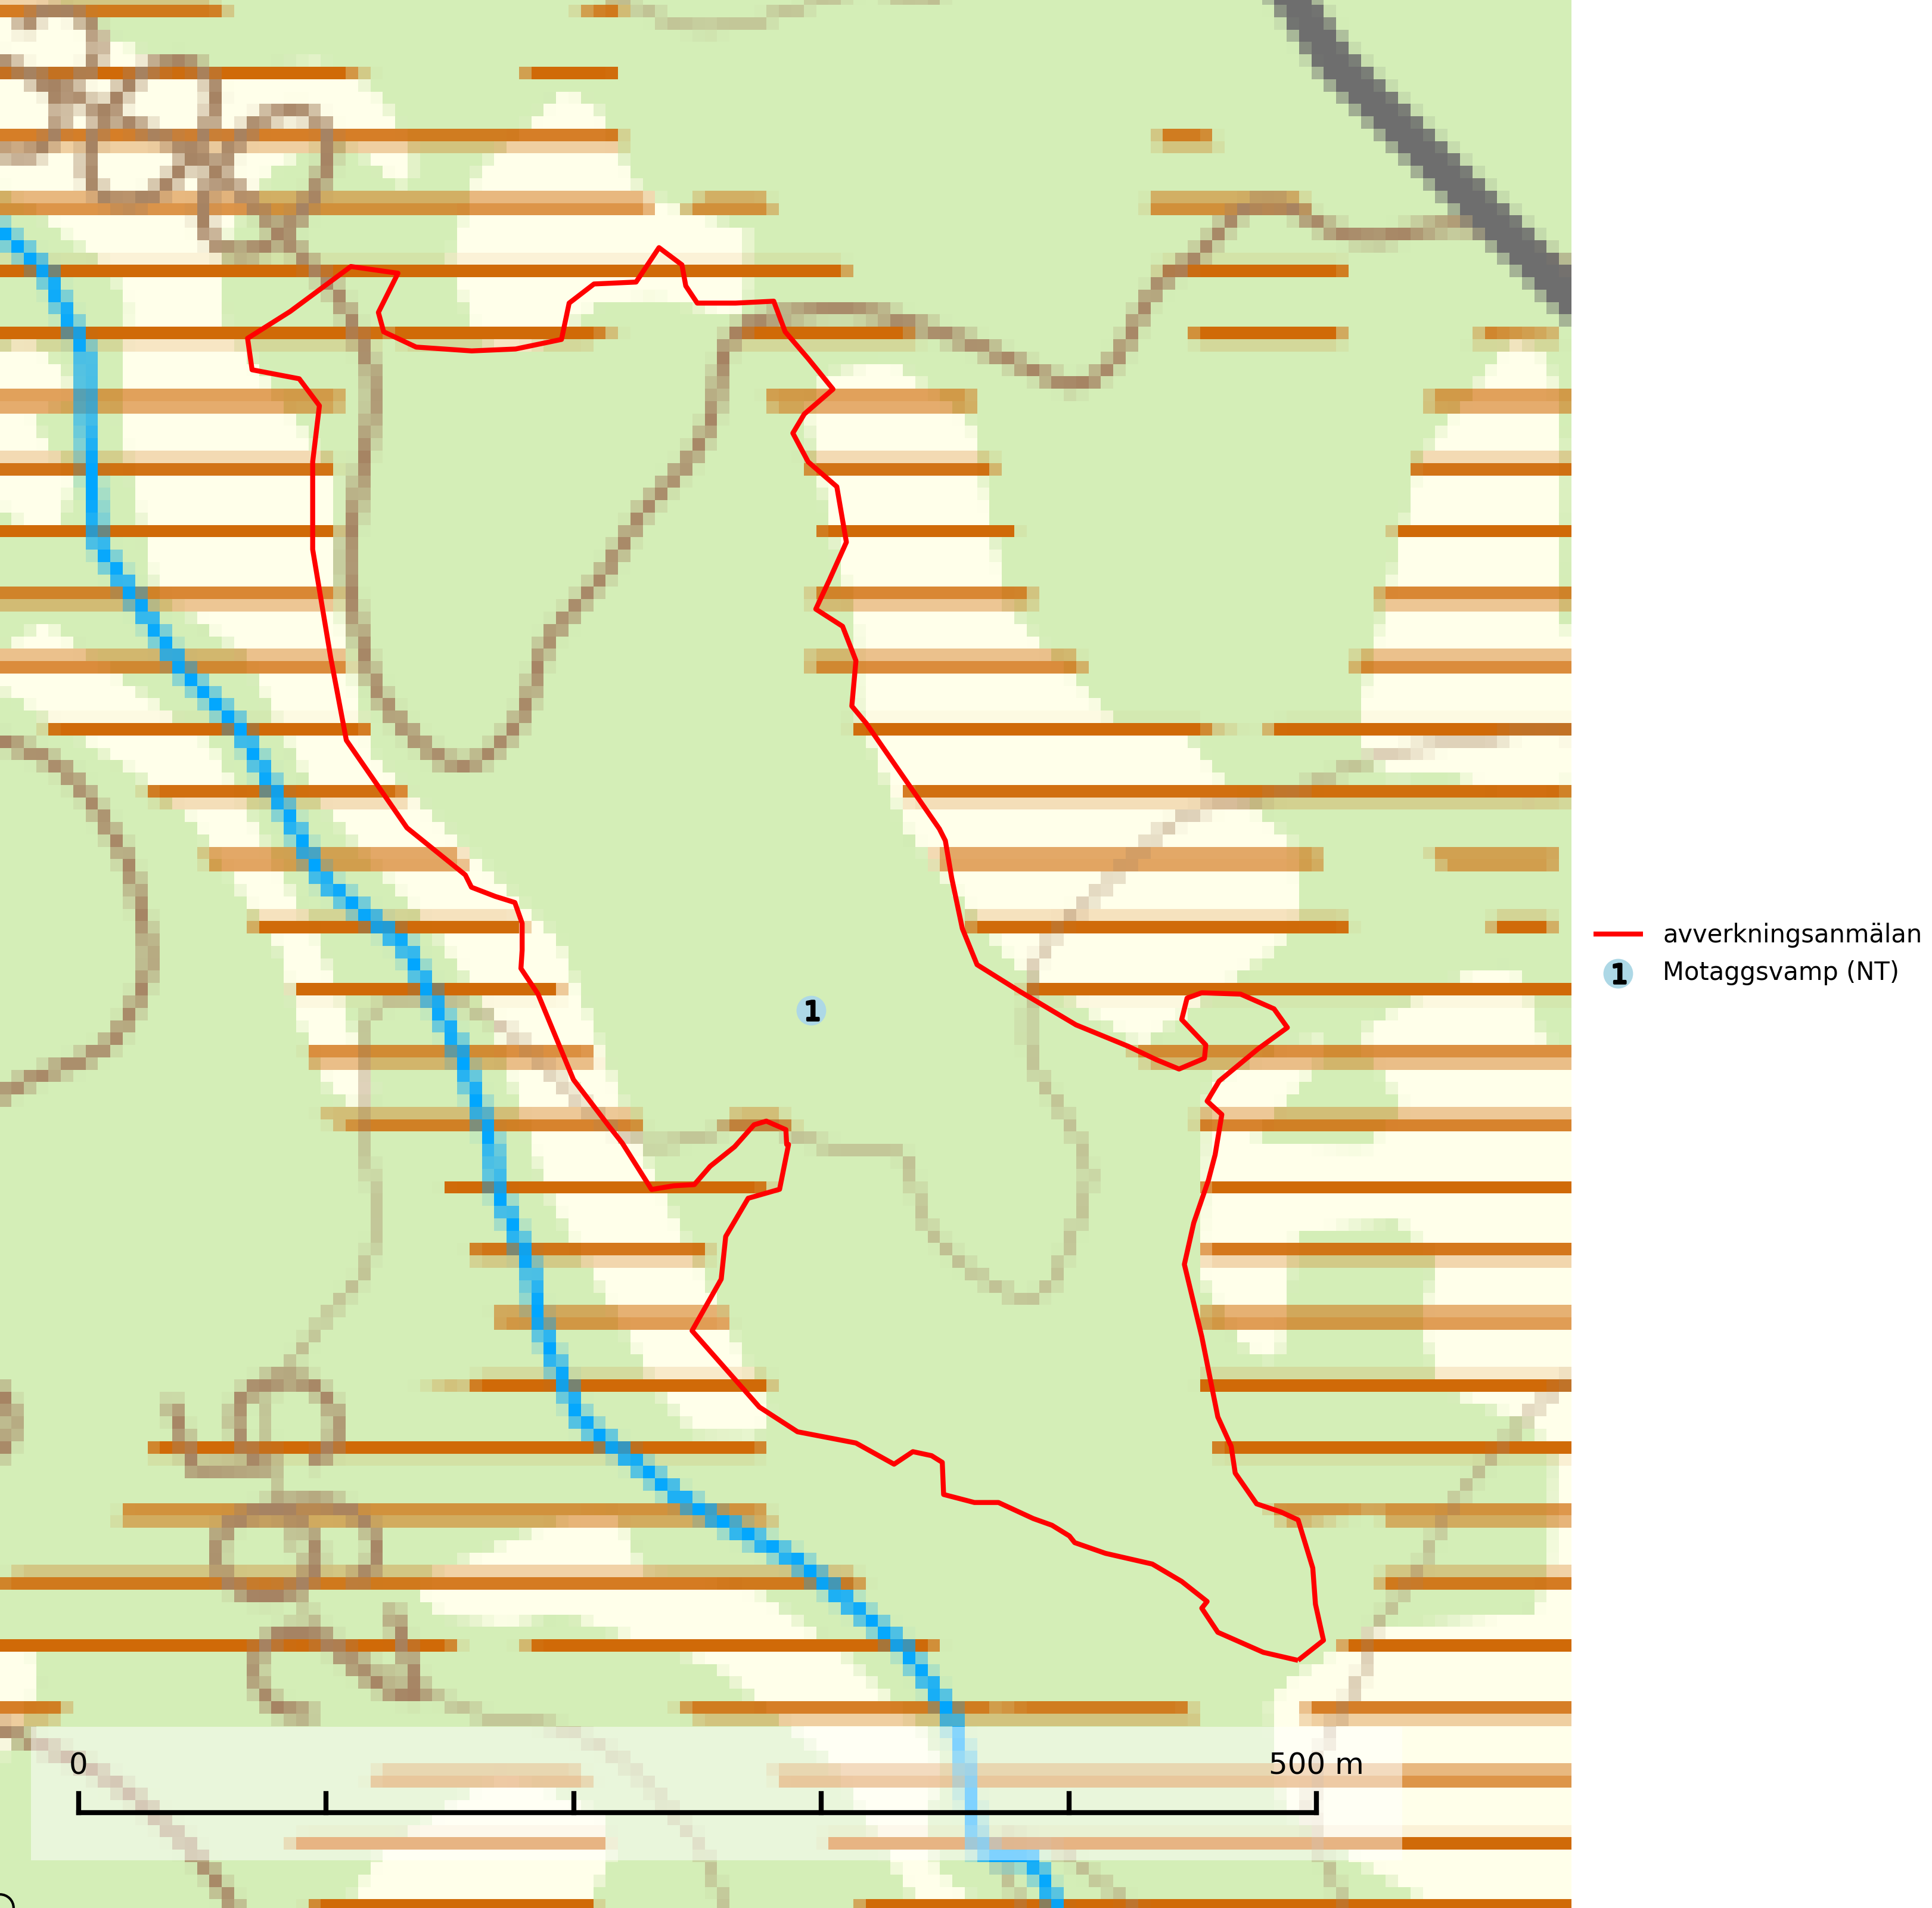 avverkningsanmälan
1 Motaggsvamp (NT)
1
0 500 m